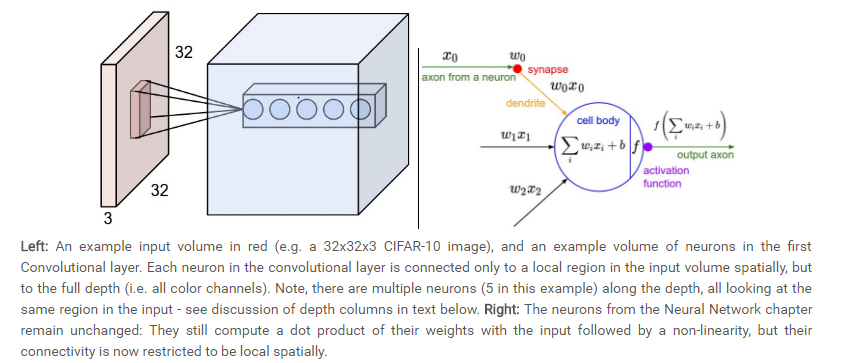 32
32
3
x0
w0
synapse
axon from a neuron
w0x0
dendrite
cell body
f(∑i wixi + b)
w1x1
∑i wixi + b
f
output axon
activation
function
w2x2
Left: An example input volume in red (e.g. a 32x32x3 CIFAR-10 image), and an example volume of neurons in the first
Convolutional layer. Each neuron in the convolutional layer is connected only to a local region in the input volume spatially, but
to the full depth (i.e. all color channels). Note, there are multiple neurons (5 in this example) along the depth, all looking at the
same region in the input - see discussion of depth columns in text below. Right: The neurons from the Neural Network chapter
remain unchanged: They still compute a dot product of their weights with the input followed by a non-linearity, but their
connectivity is now restricted to be local spatially.